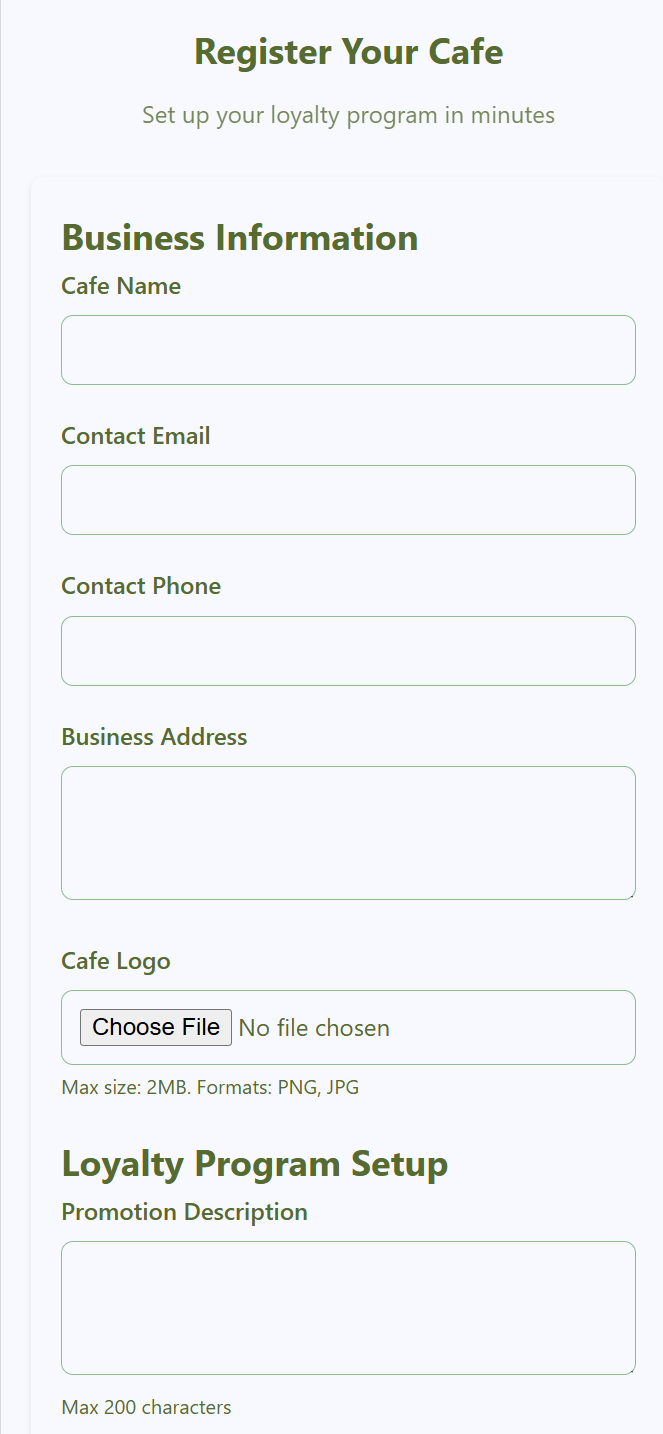 Register Your Cafe
Set up your loyalty program in minutes
Business Information
Cafe Name
Contact Email
Contact Phone
Business Address
Cafe Logo
Choose File No file chosen
Max size: 2MB. Formats: PNG, JPG
Loyalty Program Setup
Promotion Description
Max 200 characters